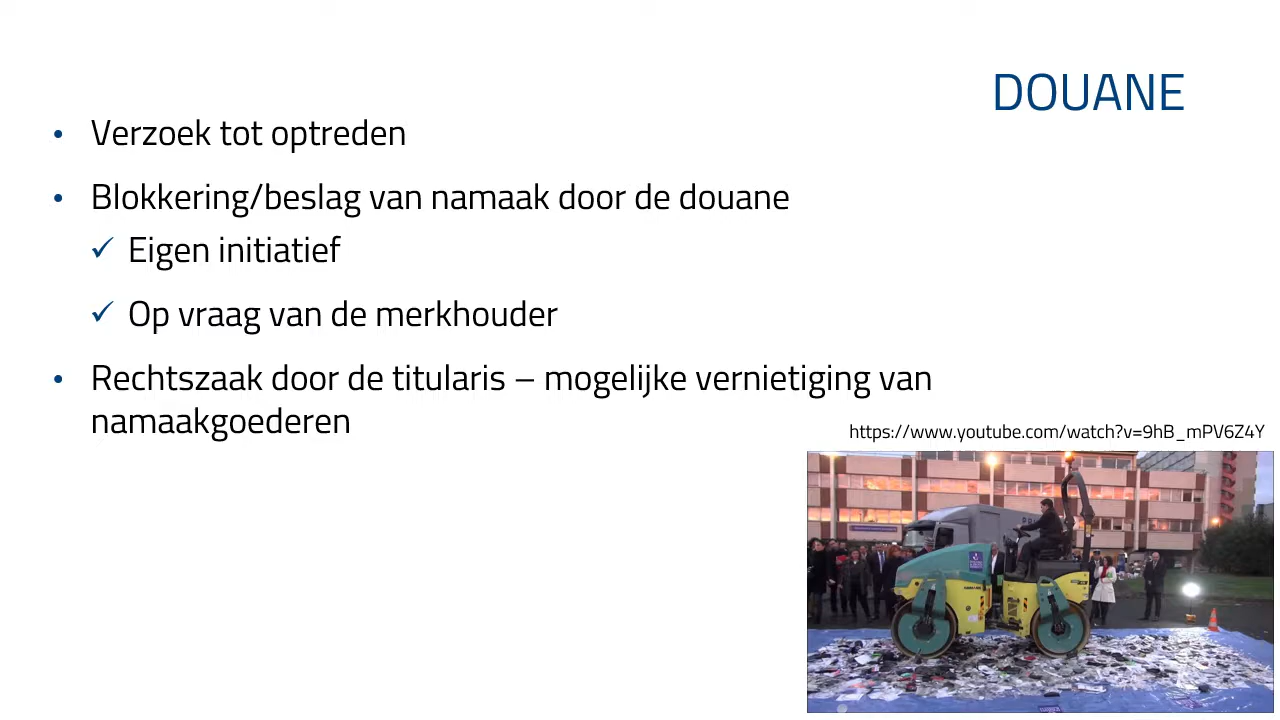 DOUANE
• Verzoek tot optreden
• Blokkering/beslag van namaak door de douane
✓ Eigen initiatief
✓ Op vraag van de merkhouder
• Rechtszaak door de titularis – mogelijke vernietiging van
namaakgoederen
https://www.youtube.com/watch?v=9hB_mPV6Z4Y